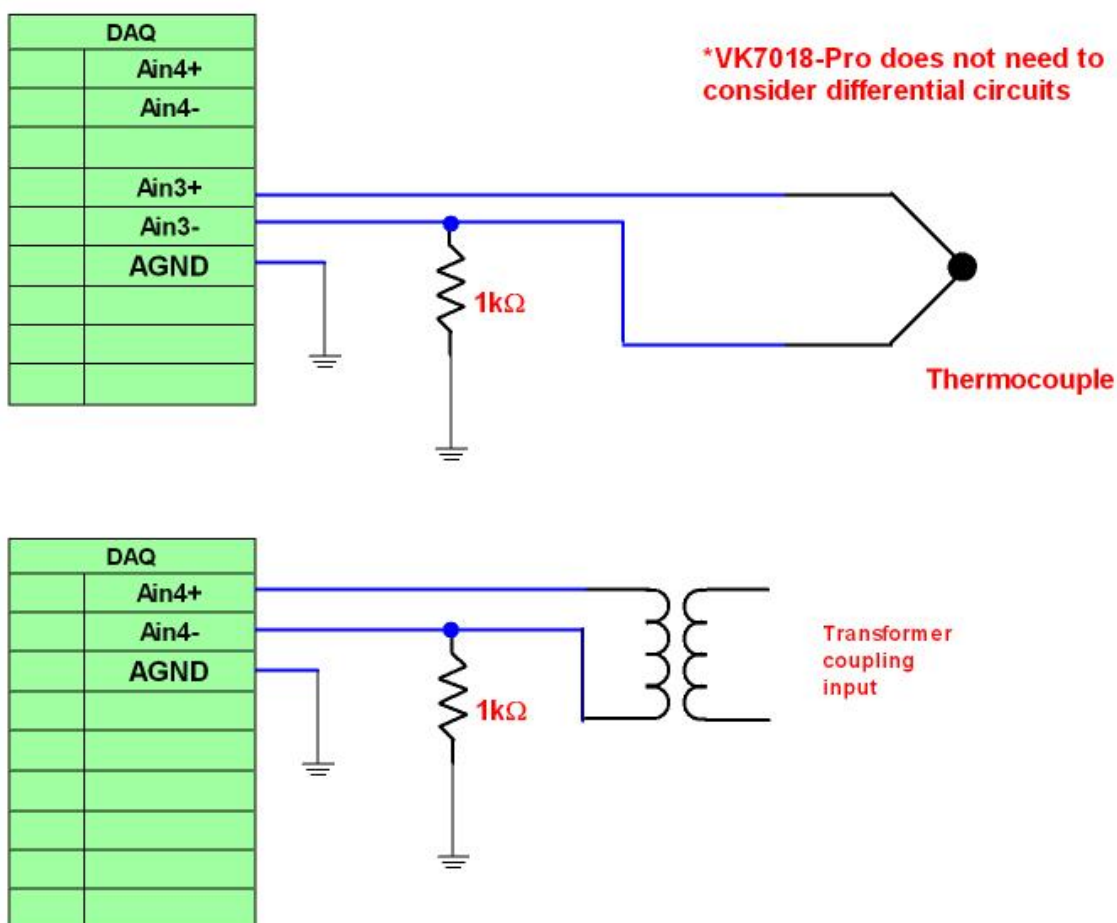 DAQ
Ain4+
Ain4-
Ain3+
Ain3-
AGND
*VK7018-Pro does not need to
consider differential circuits
1kΩ
Thermocouple
DAQ
Ain4+
Ain4-
AGND
1kΩ
Transformer
coupling
input